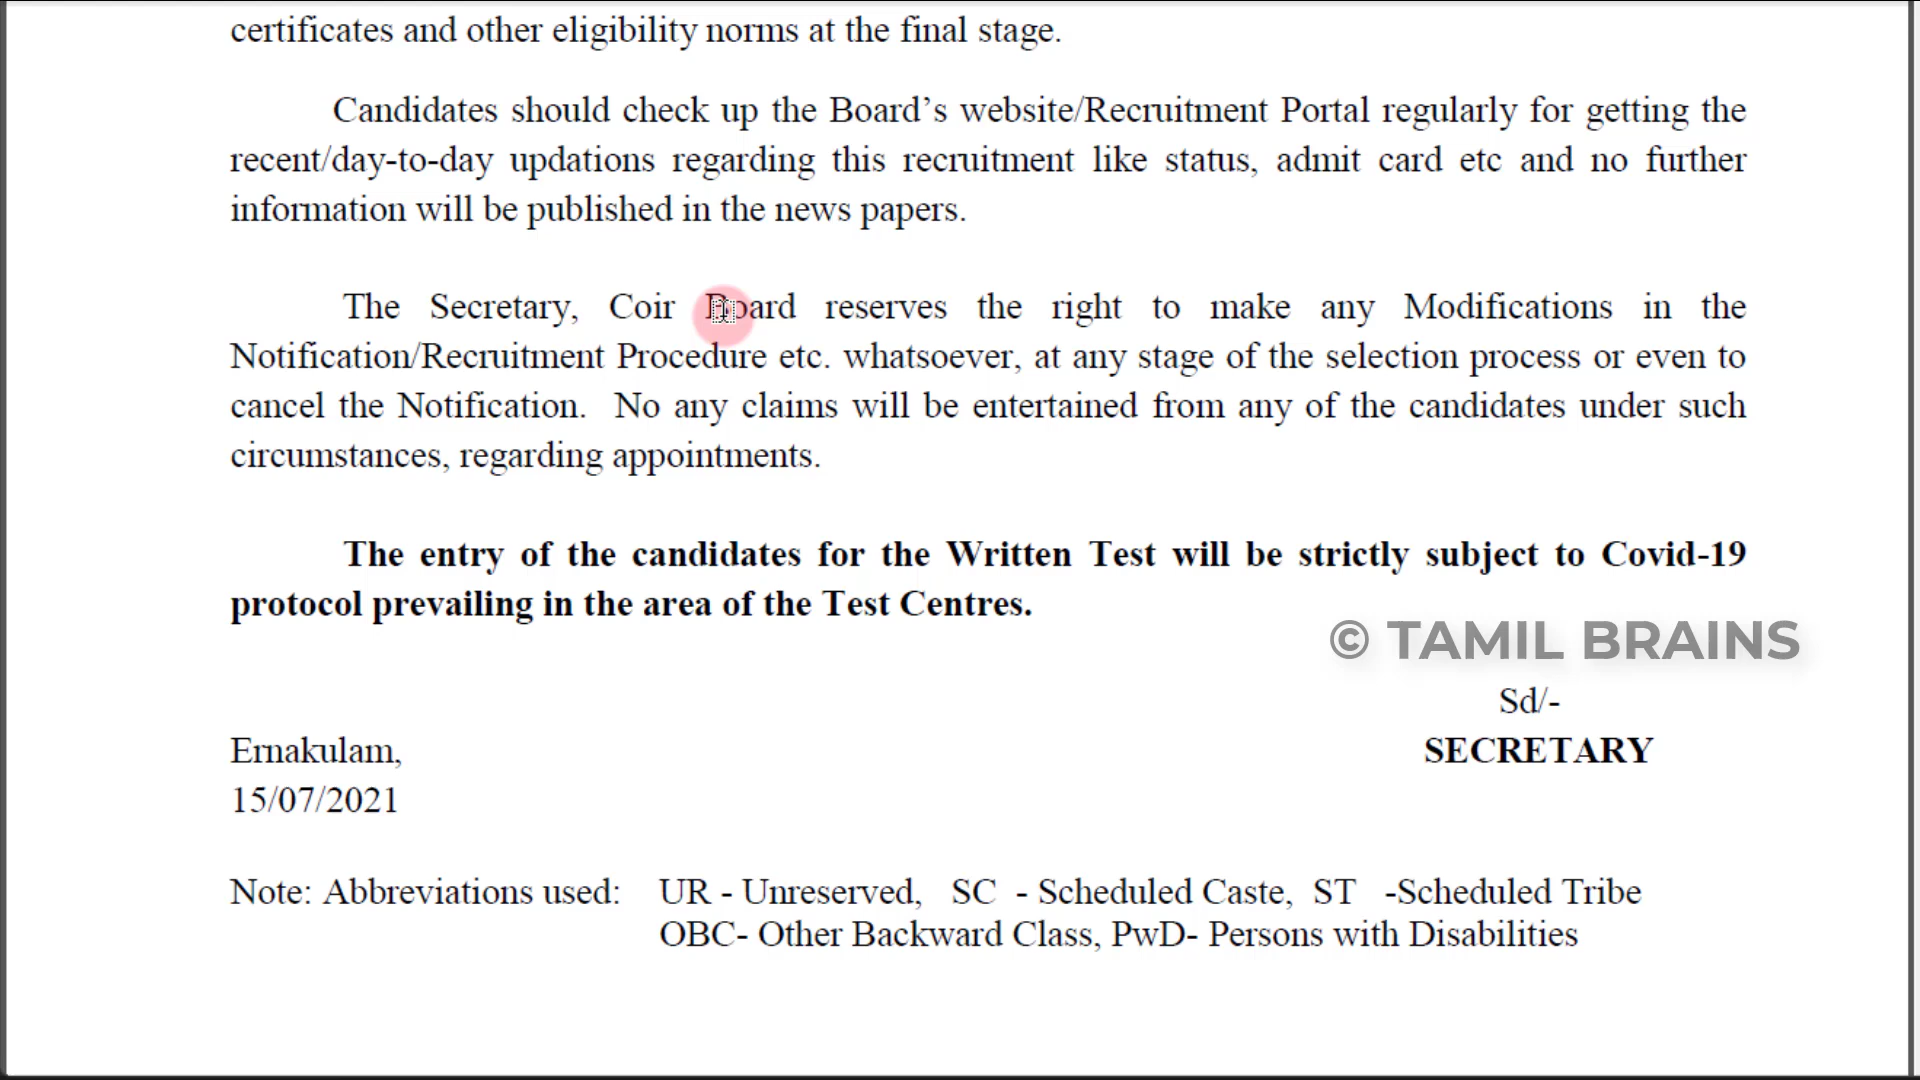 certificates and other eligibility norms at the final stage.
Candidates should check up the Board’s website/Recruitment Portal regularly for getting the
recent/day-to-day updations regarding this recruitment like status, admit card etc and no further
information will be published in the news papers.
The Secretary, Coir Board reserves the right to make any Modifications in the
Notification/Recruitment Procedure etc. whatsoever, at any stage of the selection process or even to
cancel the Notification.  No any claims will be entertained from any of the candidates under such
circumstances, regarding appointments.
The entry of the candidates for the Written Test will be strictly subject to Covid-19
protocol prevailing in the area of the Test Centres.
© TAMIL BRAINS
Sd/-
Ernakulam, SECRETARY
15/07/2021
Note: Abbreviations used: UR - Unreserved, SC - Scheduled Caste, ST -Scheduled Tribe
OBC- Other Backward Class, PwD- Persons with Disabilities